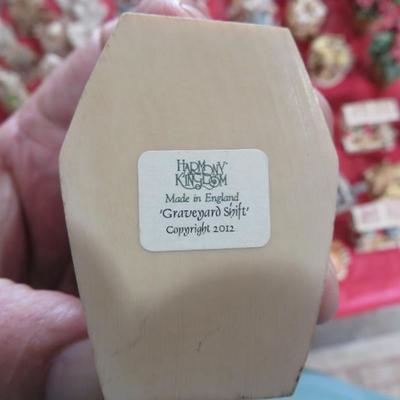 HARMONY
KINGDOM
Made in England
'Graveyard Shift'
Copyright 2012